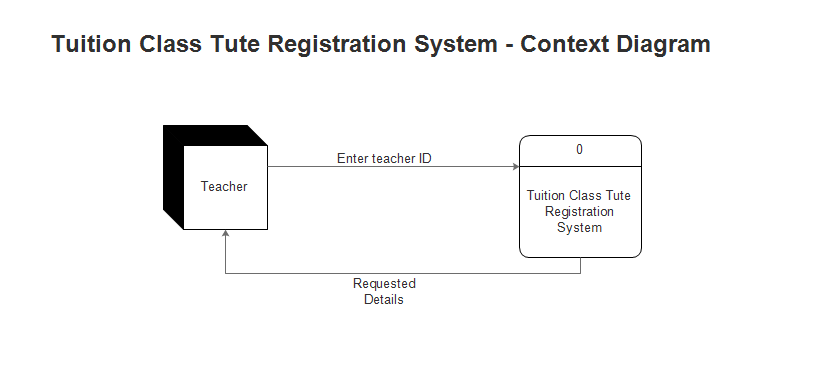 Tuition Class Tute Registration System - Context Diagram
0
Enter teacher ID
Teacher
Tuition Class Tute
Registration
System
Requested
Details